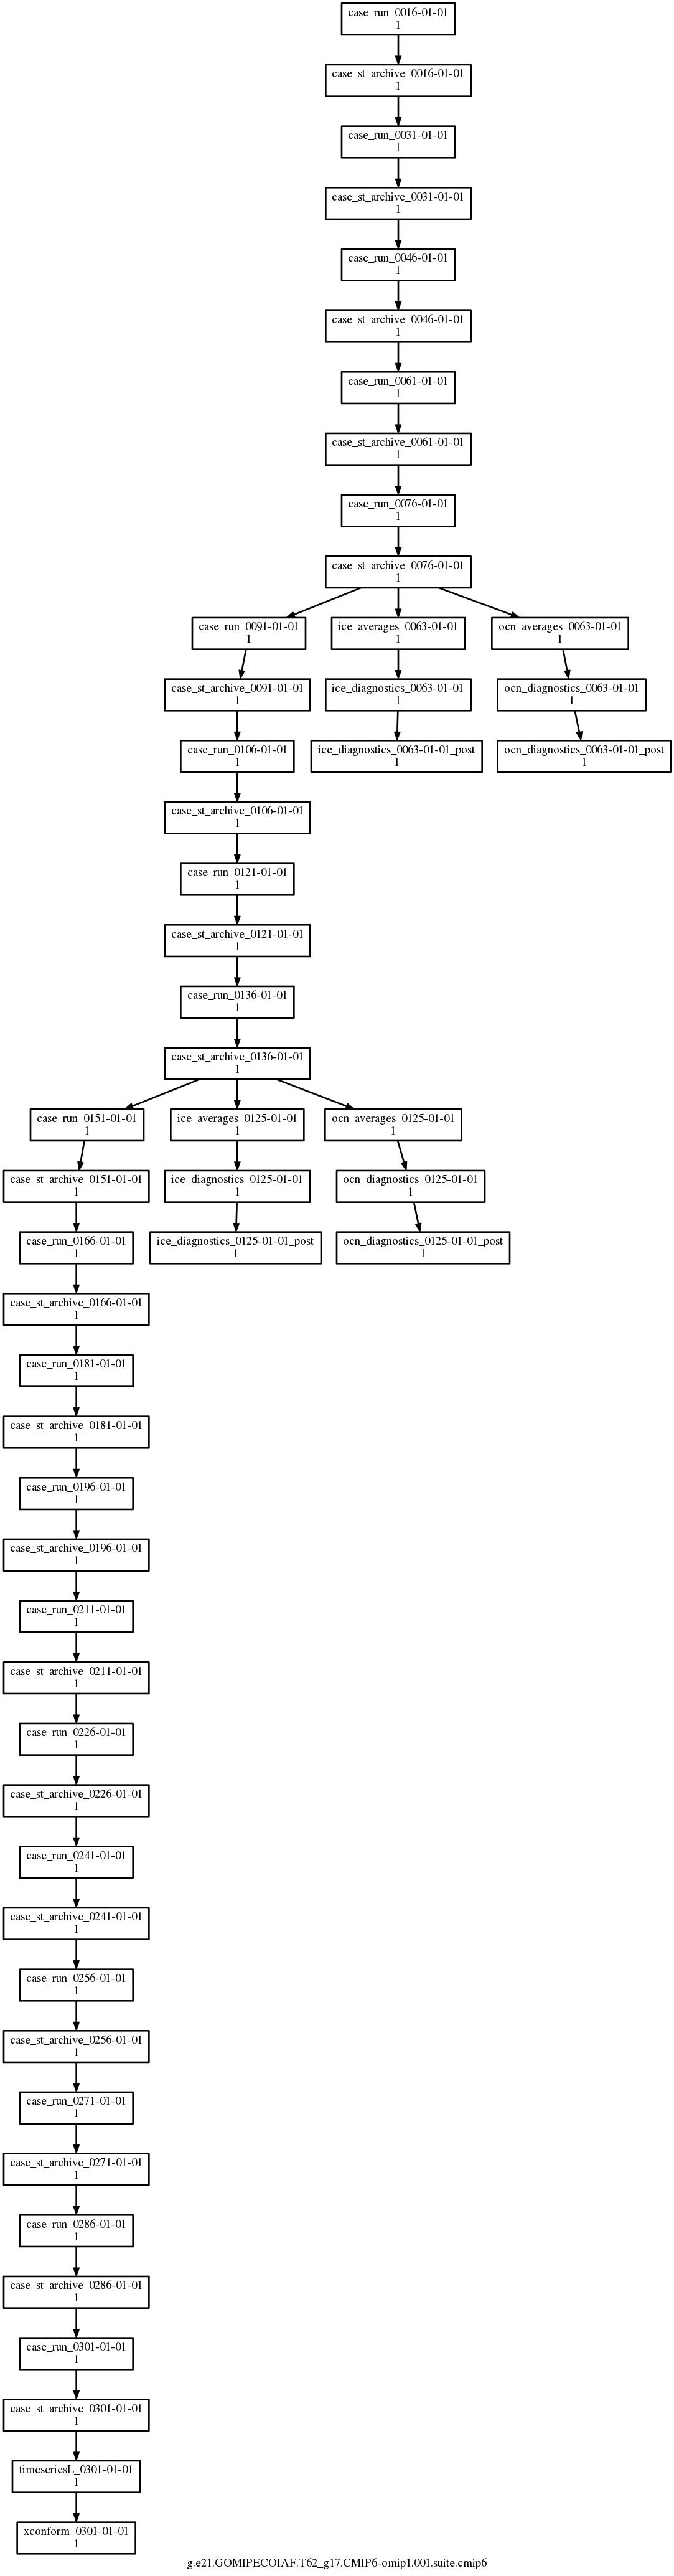 case_run_0016-01-01
1
case_st_archive_0016-01-01
1
case_run_0031-01-01
1
case_st_archive_0031-01-01
1
case_run_0046-01-01
1
case_st_archive_0046-01-01
1
case_run_0061-01-01
1
case_st_archive_0061-01-01
1
case_run_0076-01-01
1
case_st_archive_0076-01-01
1
case_run_0091-01-01
1
ice_averages_0063-01-01
1
ocn_averages_0063-01-01
1
case_st_archive_0091-01-01
1
ice_diagnostics_0063-01-01
1
ocn_diagnostics_0063-01-01
1
case_run_0106-01-01
1
ice_diagnostics_0063-01-01_post
1
ocn_diagnostics_0063-01-01_post
1
case_st_archive_0106-01-01
1
case_run_0121-01-01
1
case_st_archive_0121-01-01
1
case_run_0136-01-01
1
case_st_archive_0136-01-01
1
case_run_0151-01-01
1
ice_averages_0125-01-01
1
ocn_averages_0125-01-01
1
case_st_archive_0151-01-01
1
ice_diagnostics_0125-01-01
1
ocn_diagnostics_0125-01-01
1
case_run_0166-01-01
1
ice_diagnostics_0125-01-01_post
1
ocn_diagnostics_0125-01-01_post
1
case_st_archive_0166-01-01
1
case_run_0181-01-01
1
case_st_archive_0181-01-01
1
case_run_0196-01-01
1
case_st_archive_0196-01-01
1
case_run_0211-01-01
1
case_st_archive_0211-01-01
1
case_run_0226-01-01
1
case_st_archive_0226-01-01
1
case_run_0241-01-01
1
case_st_archive_0241-01-01
1
case_run_0256-01-01
1
case_st_archive_0256-01-01
1
case_run_0271-01-01
1
case_st_archive_0271-01-01
1
case_run_0286-01-01
1
case_st_archive_0286-01-01
1
case_run_0301-01-01
1
case_st_archive_0301-01-01
1
timeseriesL_0301-01-01
1
xconform_0301-01-01
1
g.e21.GOMIPECOIAF.T62_g17.CMIP6-omip1.001.suite.cmip6